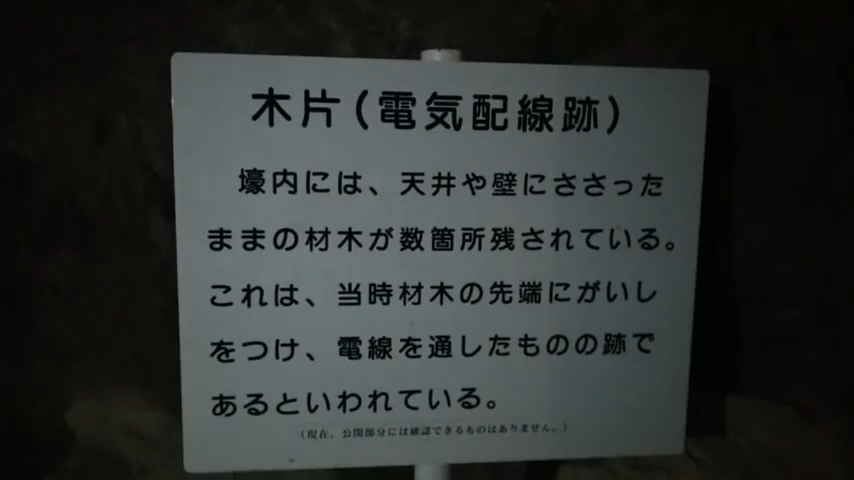 木片(電気配線跡)
壕内には、天井や壁にささった
ままの材木が数箇所残されている。
これは、当時材木の先端にがいし
をつけ、電線を通したものの跡で
あるといわれている。
(現在、公開部分には確認できるものはありません。)